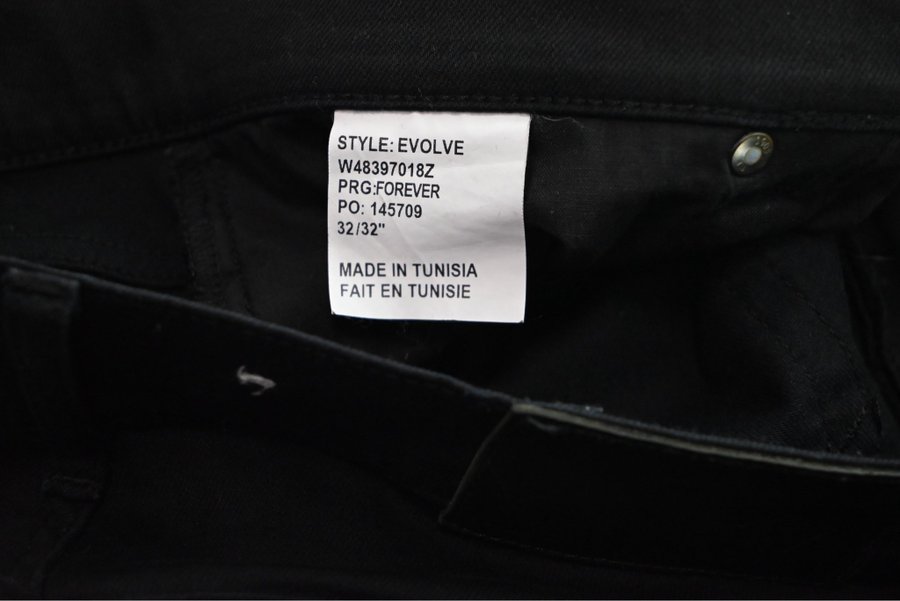 STYLE: EVOLVE
W48397018Z
PRG:FOREVER
PO: 145709
32/32"
MADE IN TUNISIA
FAIT EN TUNISIE